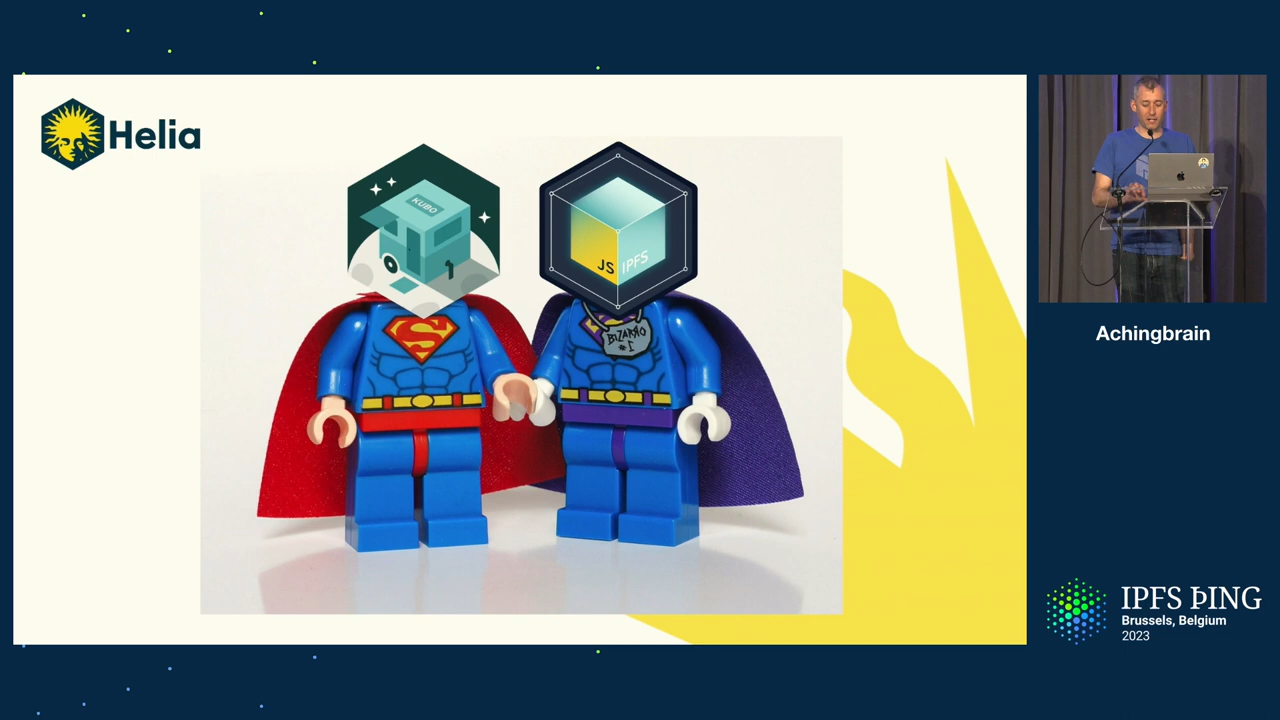 Helia
KUBO
JS IPFS
S
BIZARRO
#1
Achingbrain
IPFS ÞING
Brussels, Belgium
2023